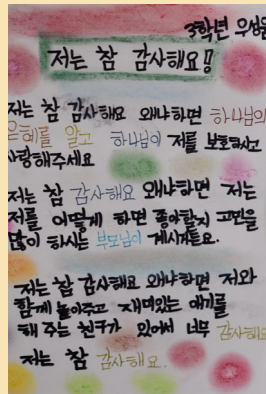 3학년 우성윤
저는 참 감사해요!!
저는 참 감사해요 왜냐하면 하나님의
은혜를 알고 하나님이 저를 보호하시고
사랑해주세요
저는 참 감사해요 왜냐하면 저는
저를 어떻게 하면 좋아할지 고민을
많이 하시는 부모님이 계시거든요.
저는 참 감사해요 왜냐하면 저와
함께 놀아주고 재미있는 얘기를
해 주는 친구가 있어서 너무 감사해요
저는 참 감사해요.